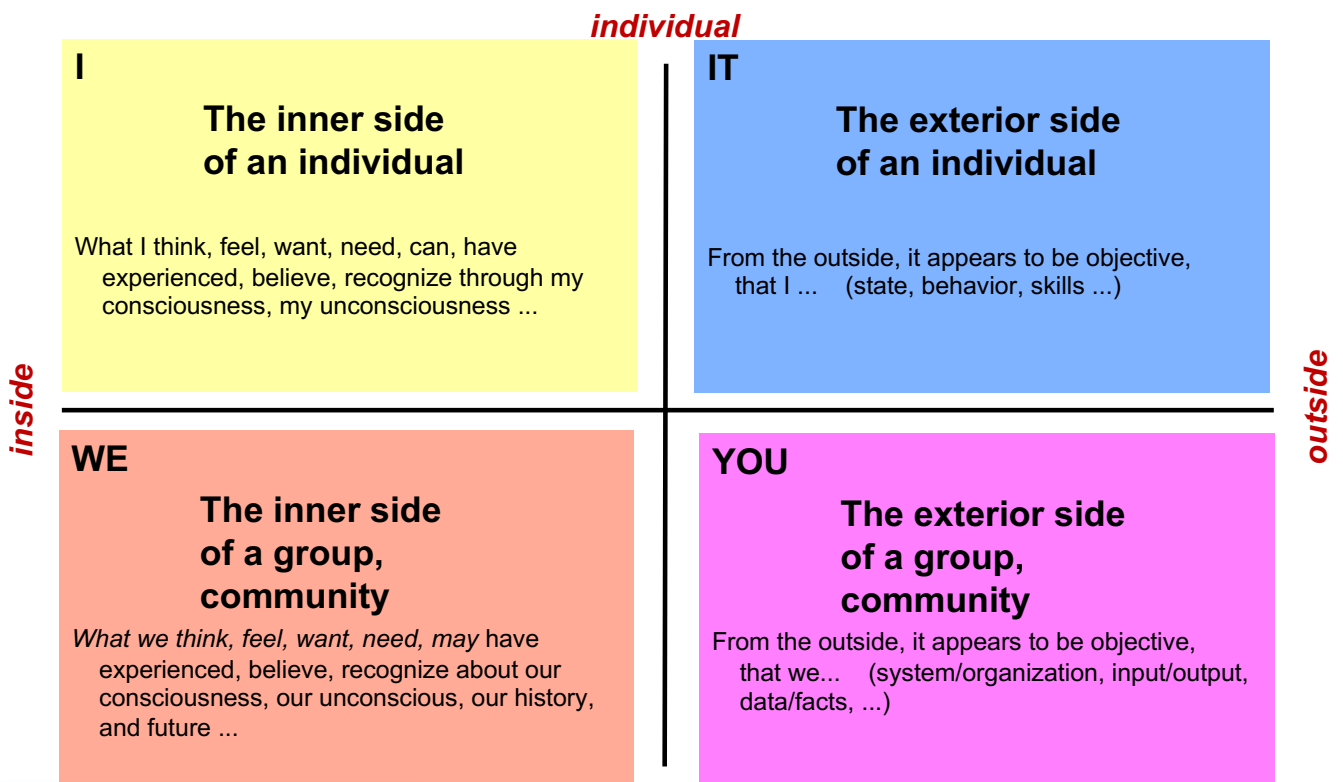 individual
I
The inner side
of an individual
What I think, feel, want, need, can, have
experienced, believe, recognize through my
consciousness, my unconsciousness ...
IT
The exterior side
of an individual
From the outside, it appears to be objective,
that I ... (state, behavior, skills ...)
inside
outside
WE
The inner side
of a group,
community
What we think, feel, want, need, may have
experienced, believe, recognize about our
consciousness, our unconscious, our history,
and future ...
YOU
The exterior side
of a group,
community
From the outside, it appears to be objective,
that we... (system/organization, input/output,
data/facts, ...)